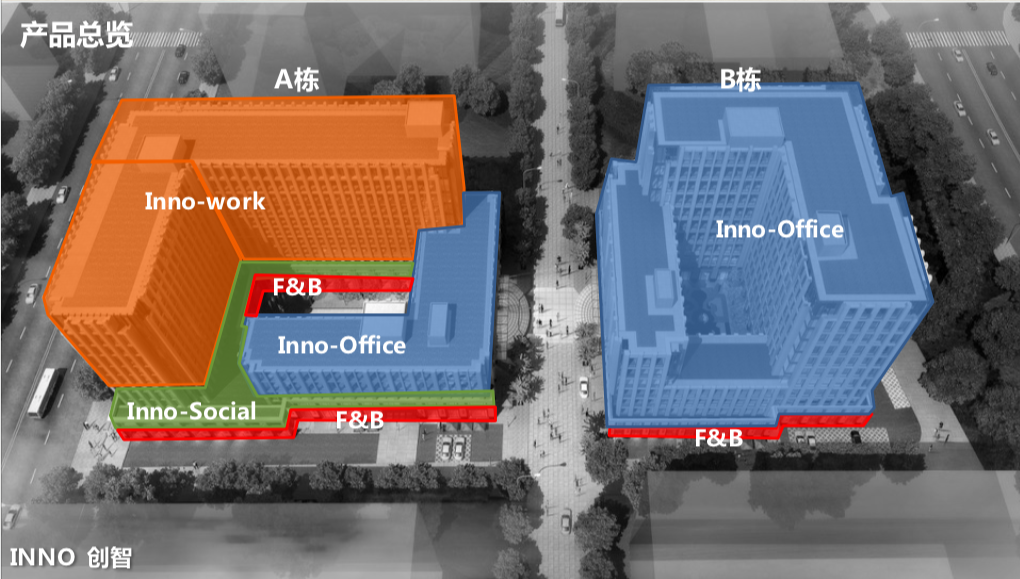 产品总览
A栋
B栋
Inno-work
Inno-Office
F&B
Inno-Office
Inno-Social
F&B
F&B
INNO 创智